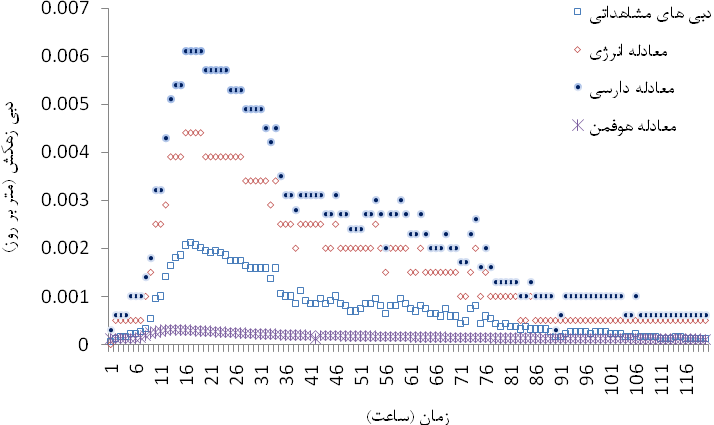 0.007
0.006
0.005
0.004
0.003
0.002
0.001
0
دبی زهکش (متر بر روز)
دبی های مشاهداتی
معادله انرژی
معادله دارسی
معادله هوفمن
1 6 11 16 21 26 31 36 41 46 51 56 61 66 71 76 81 86 91 96 101 106 111 116
زمان (ساعت)